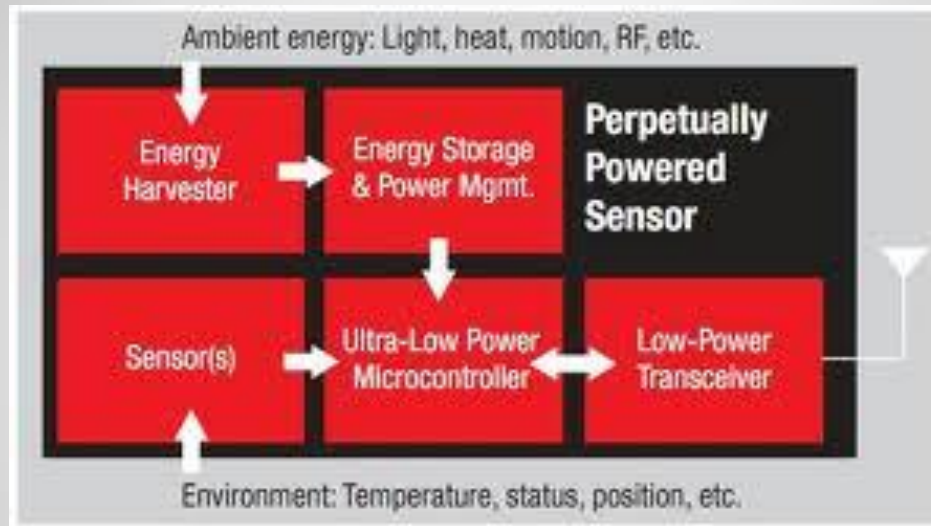 Ambient energy: Light, heat, motion, RF, etc.
Energy
Harvester
Energy Storage
& Power Mgmt.
Perpetually
Powered
Sensor
Sensor(s)
Ultra-Low Power
Microcontroller
Low-Power
Transceiver
Environment: Temperature, status, position, etc.